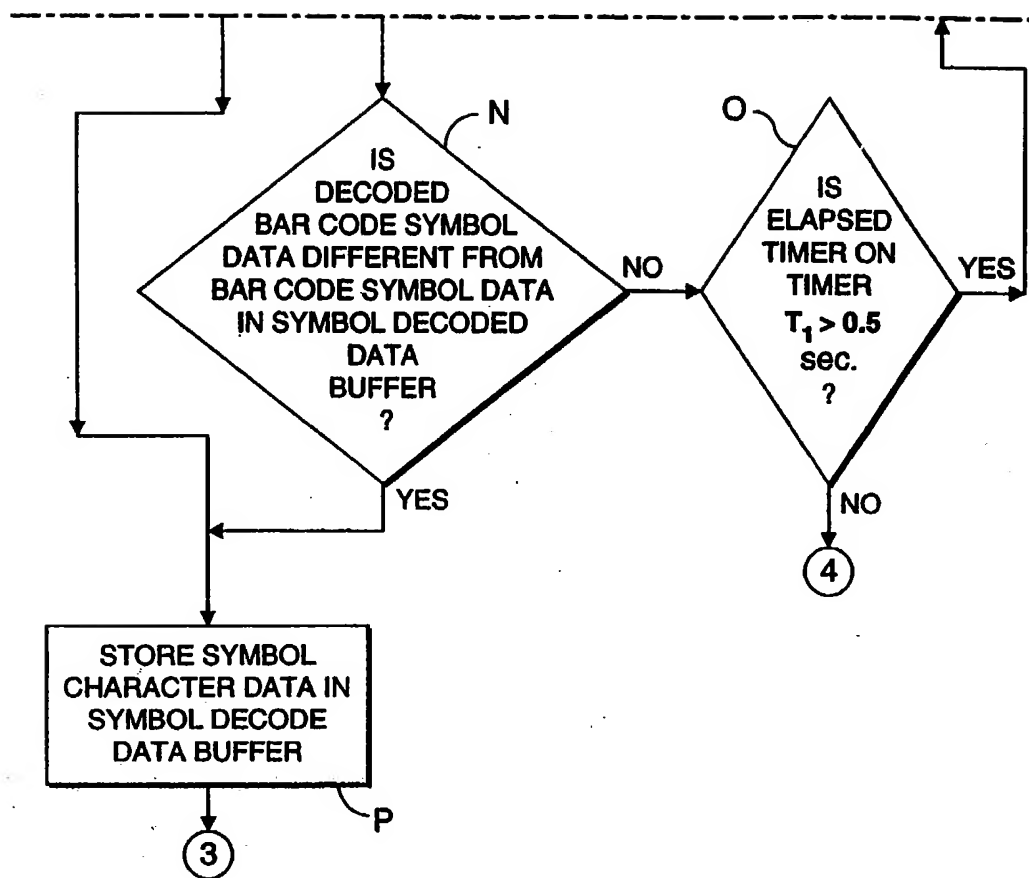 N
IS
DECODED
BAR CODE SYMBOL
DATA DIFFERENT FROM
BAR CODE SYMBOL DATA
IN SYMBOL DECODED
DATA
BUFFER
?
NO
YES
O
IS
ELAPSED
TIMER ON
TIMER
T₁ > 0.5
sec.
?
YES
NO
4
STORE SYMBOL
CHARACTER DATA IN
SYMBOL DECODE
DATA BUFFER
P
3